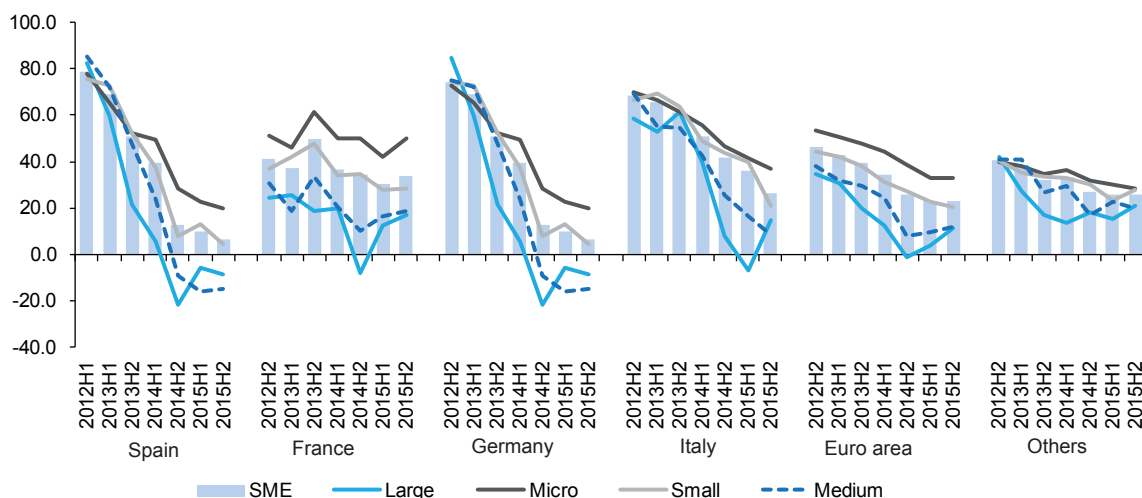 100.0
80.0
60.0
40.0
20.0
0.0
-20.0
-40.0
2012H1 2013H1 2013H2 2014H1 2014H2 2015H1 2015H2
2012H2 2013H1 2013H2 2014H1 2014H2 2015H1 2015H2
2012H2 2013H1 2013H2 2014H1 2014H2 2015H1 2015H2
2012H2 2013H1 2013H2 2014H1 2014H2 2015H1 2015H2
2012H2 2013H1 2013H2 2014H1 2014H2 2015H1 2015H2
2012H2 2013H1 2013H2 2014H1 2014H2 2015H1 2015H2
Spain France Germany Italy Euro area Others
SME Large Micro Small Medium